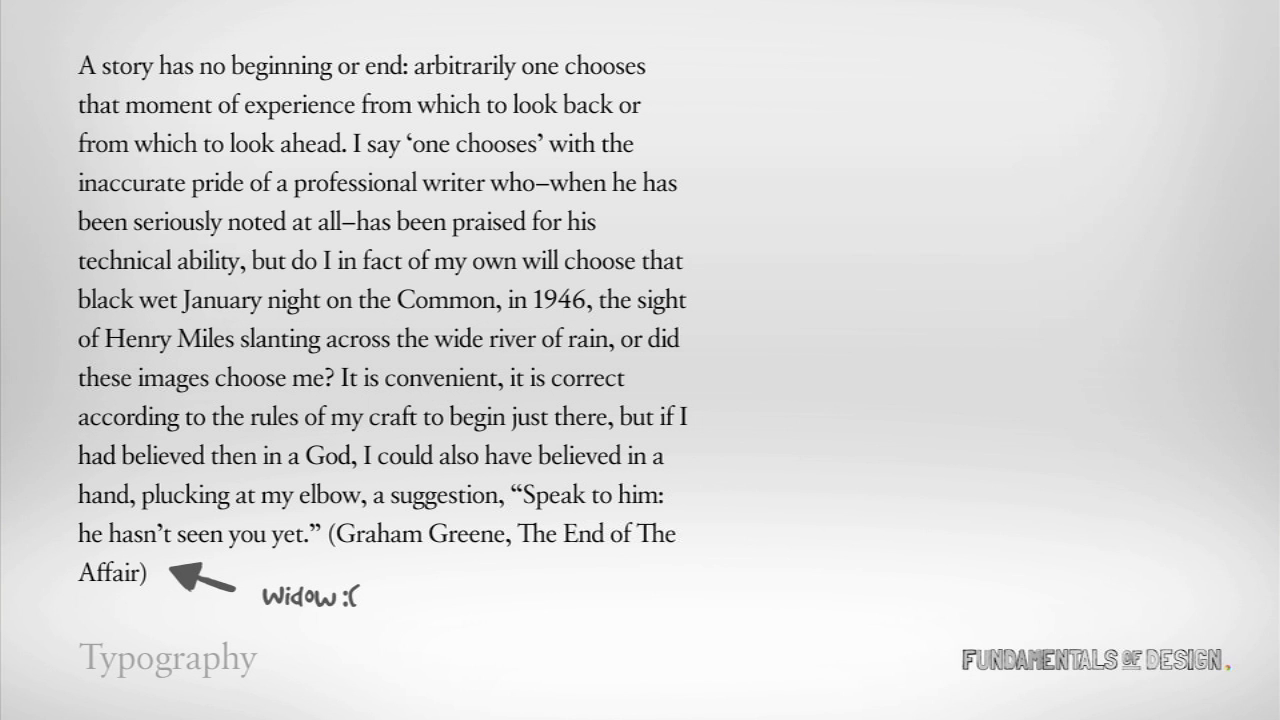 A story has no beginning or end: arbitrarily one chooses
that moment of experience from which to look back or
from which to look ahead. I say ‘one chooses’ with the
inaccurate pride of a professional writer who–when he has
been seriously noted at all–has been praised for his
technical ability, but do I in fact of my own will choose that
black wet January night on the Common, in 1946, the sight
of Henry Miles slanting across the wide river of rain, or did
these images choose me? It is convenient, it is correct
according to the rules of my craft to begin just there, but if I
had believed then in a God, I could also have believed in a
hand, plucking at my elbow, a suggestion, “Speak to him:
he hasn’t seen you yet.” (Graham Greene, The End of The
Affair)
Widow :(
Typography
FUNDAMENTALS OF DESIGN.